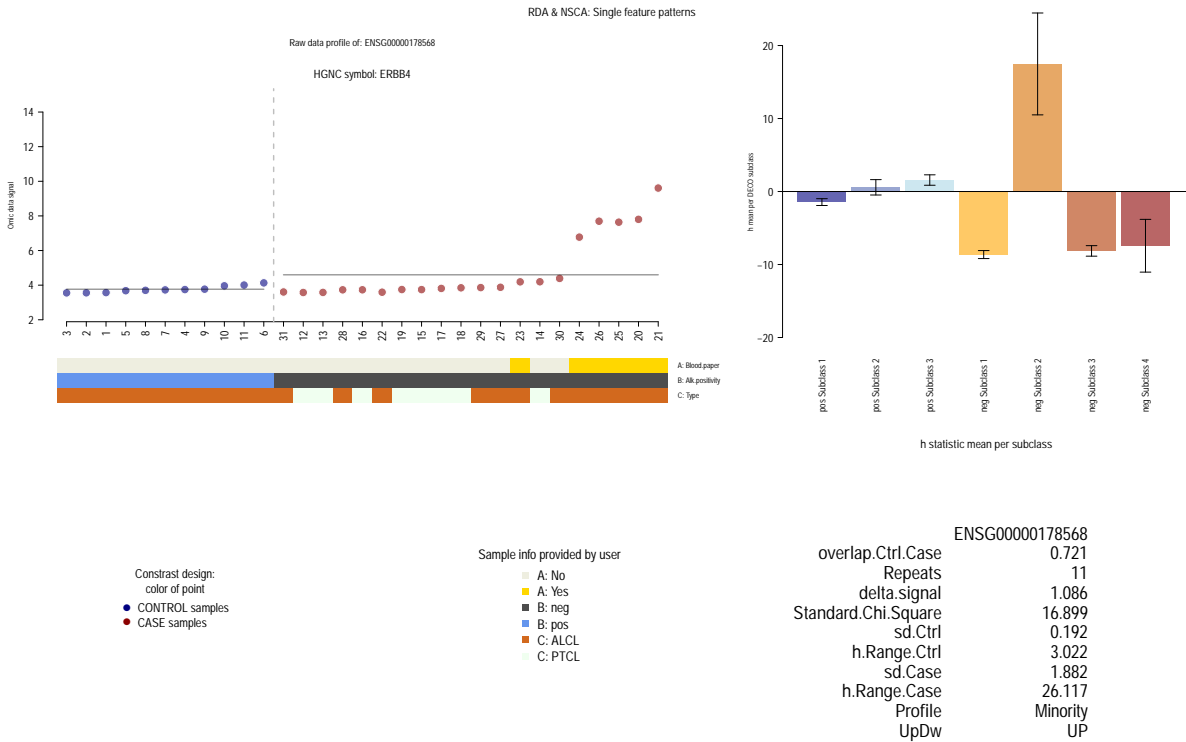 RDA & NSCA: Single feature patterns
Raw data profile of: ENSG00000178568
HGNC symbol: ERBB4
Omic data signal
14
12
10
8
6
4
2
3 2 1 5 8 7 4 9 10 11 6 31 12 13 28 16 22 19 15 17 18 29 27 23 14 30 24 26 25 20 21
A: Blood.paper
B: Alk.positivity
C: Type
h mean per DECO subclass
20
10
0
−10
−20
pos Subclass 1
pos Subclass 2
pos Subclass 3
neg Subclass 1
neg Subclass 2
neg Subclass 3
neg Subclass 4
h statistic mean per subclass
Constrast design:
color of point
CONTROL samples
CASE samples
Sample info provided by user
A: No
A: Yes
B: neg
B: pos
C: ALCL
C: PTCL
ENSG00000178568
overlap.Ctrl.Case 0.721
Repeats 11
delta.signal 1.086
Standard.Chi.Square 16.899
sd.Ctrl 0.192
h.Range.Ctrl 3.022
sd.Case 1.882
h.Range.Case 26.117
Profile Minority
UpDw UP